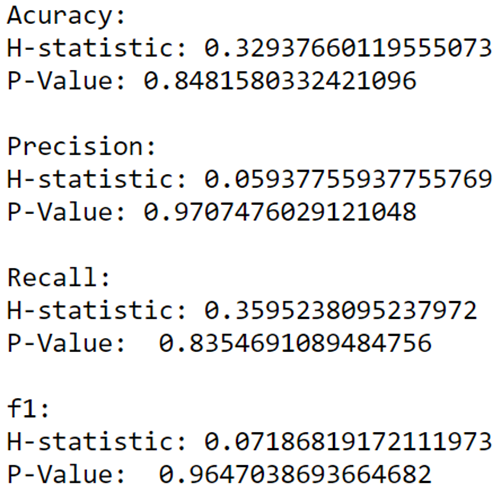 Acuracy:
H-statistic: 0.32937660119555073
P-Value: 0.8481580332421096

Precision:
H-statistic: 0.05937755937755769
P-Value: 0.9707476029121048

Recall:
H-statistic: 0.3595238095237972
P-Value:  0.8354691089484756

f1:
H-statistic: 0.07186819172111973
P-Value:  0.9647038693664682